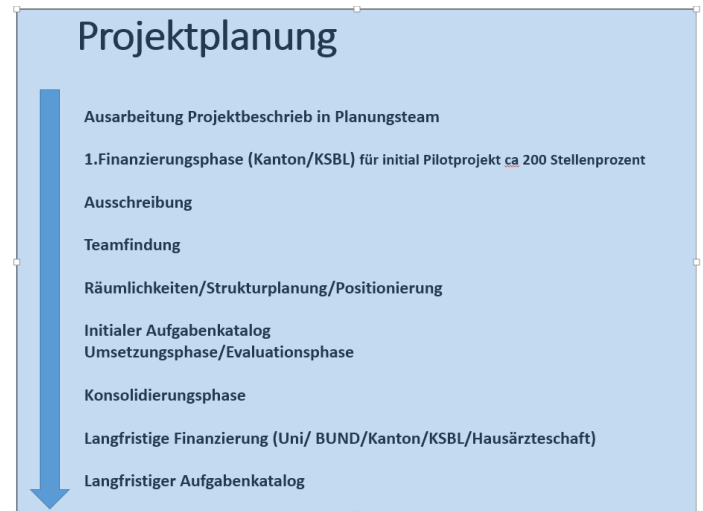 Projektplanung
Ausarbeitung Projektbeschrieb in Planungsteam
1.Finanzierungsphase (Kanton/KSBL) für initial Pilotprojekt ca 200 Stellenprozent
Ausschreibung
Teamfindung
Räumlichkeiten/Strukturplanung/Positionierung
Initialer Aufgabenkatalog
Umsetzungsphase/Evaluationsphase
Konsolidierungsphase
Langfristige Finanzierung (Uni/ BUND/Kanton/KSBL/Hausärzteschaft)
Langfristiger Aufgabenkatalog